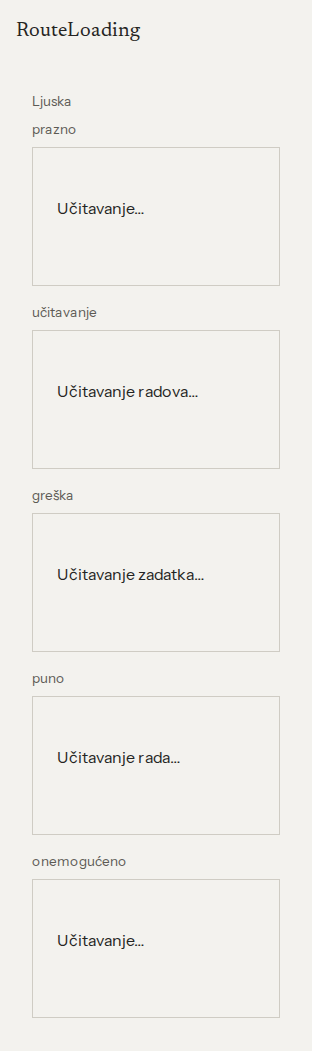 RouteLoading
Ljuska
prazno
Učitavanje…
učitavanje
Učitavanje radova…
greška
Učitavanje zadatka…
puno
Učitavanje rada…
onemogućeno
Učitavanje…